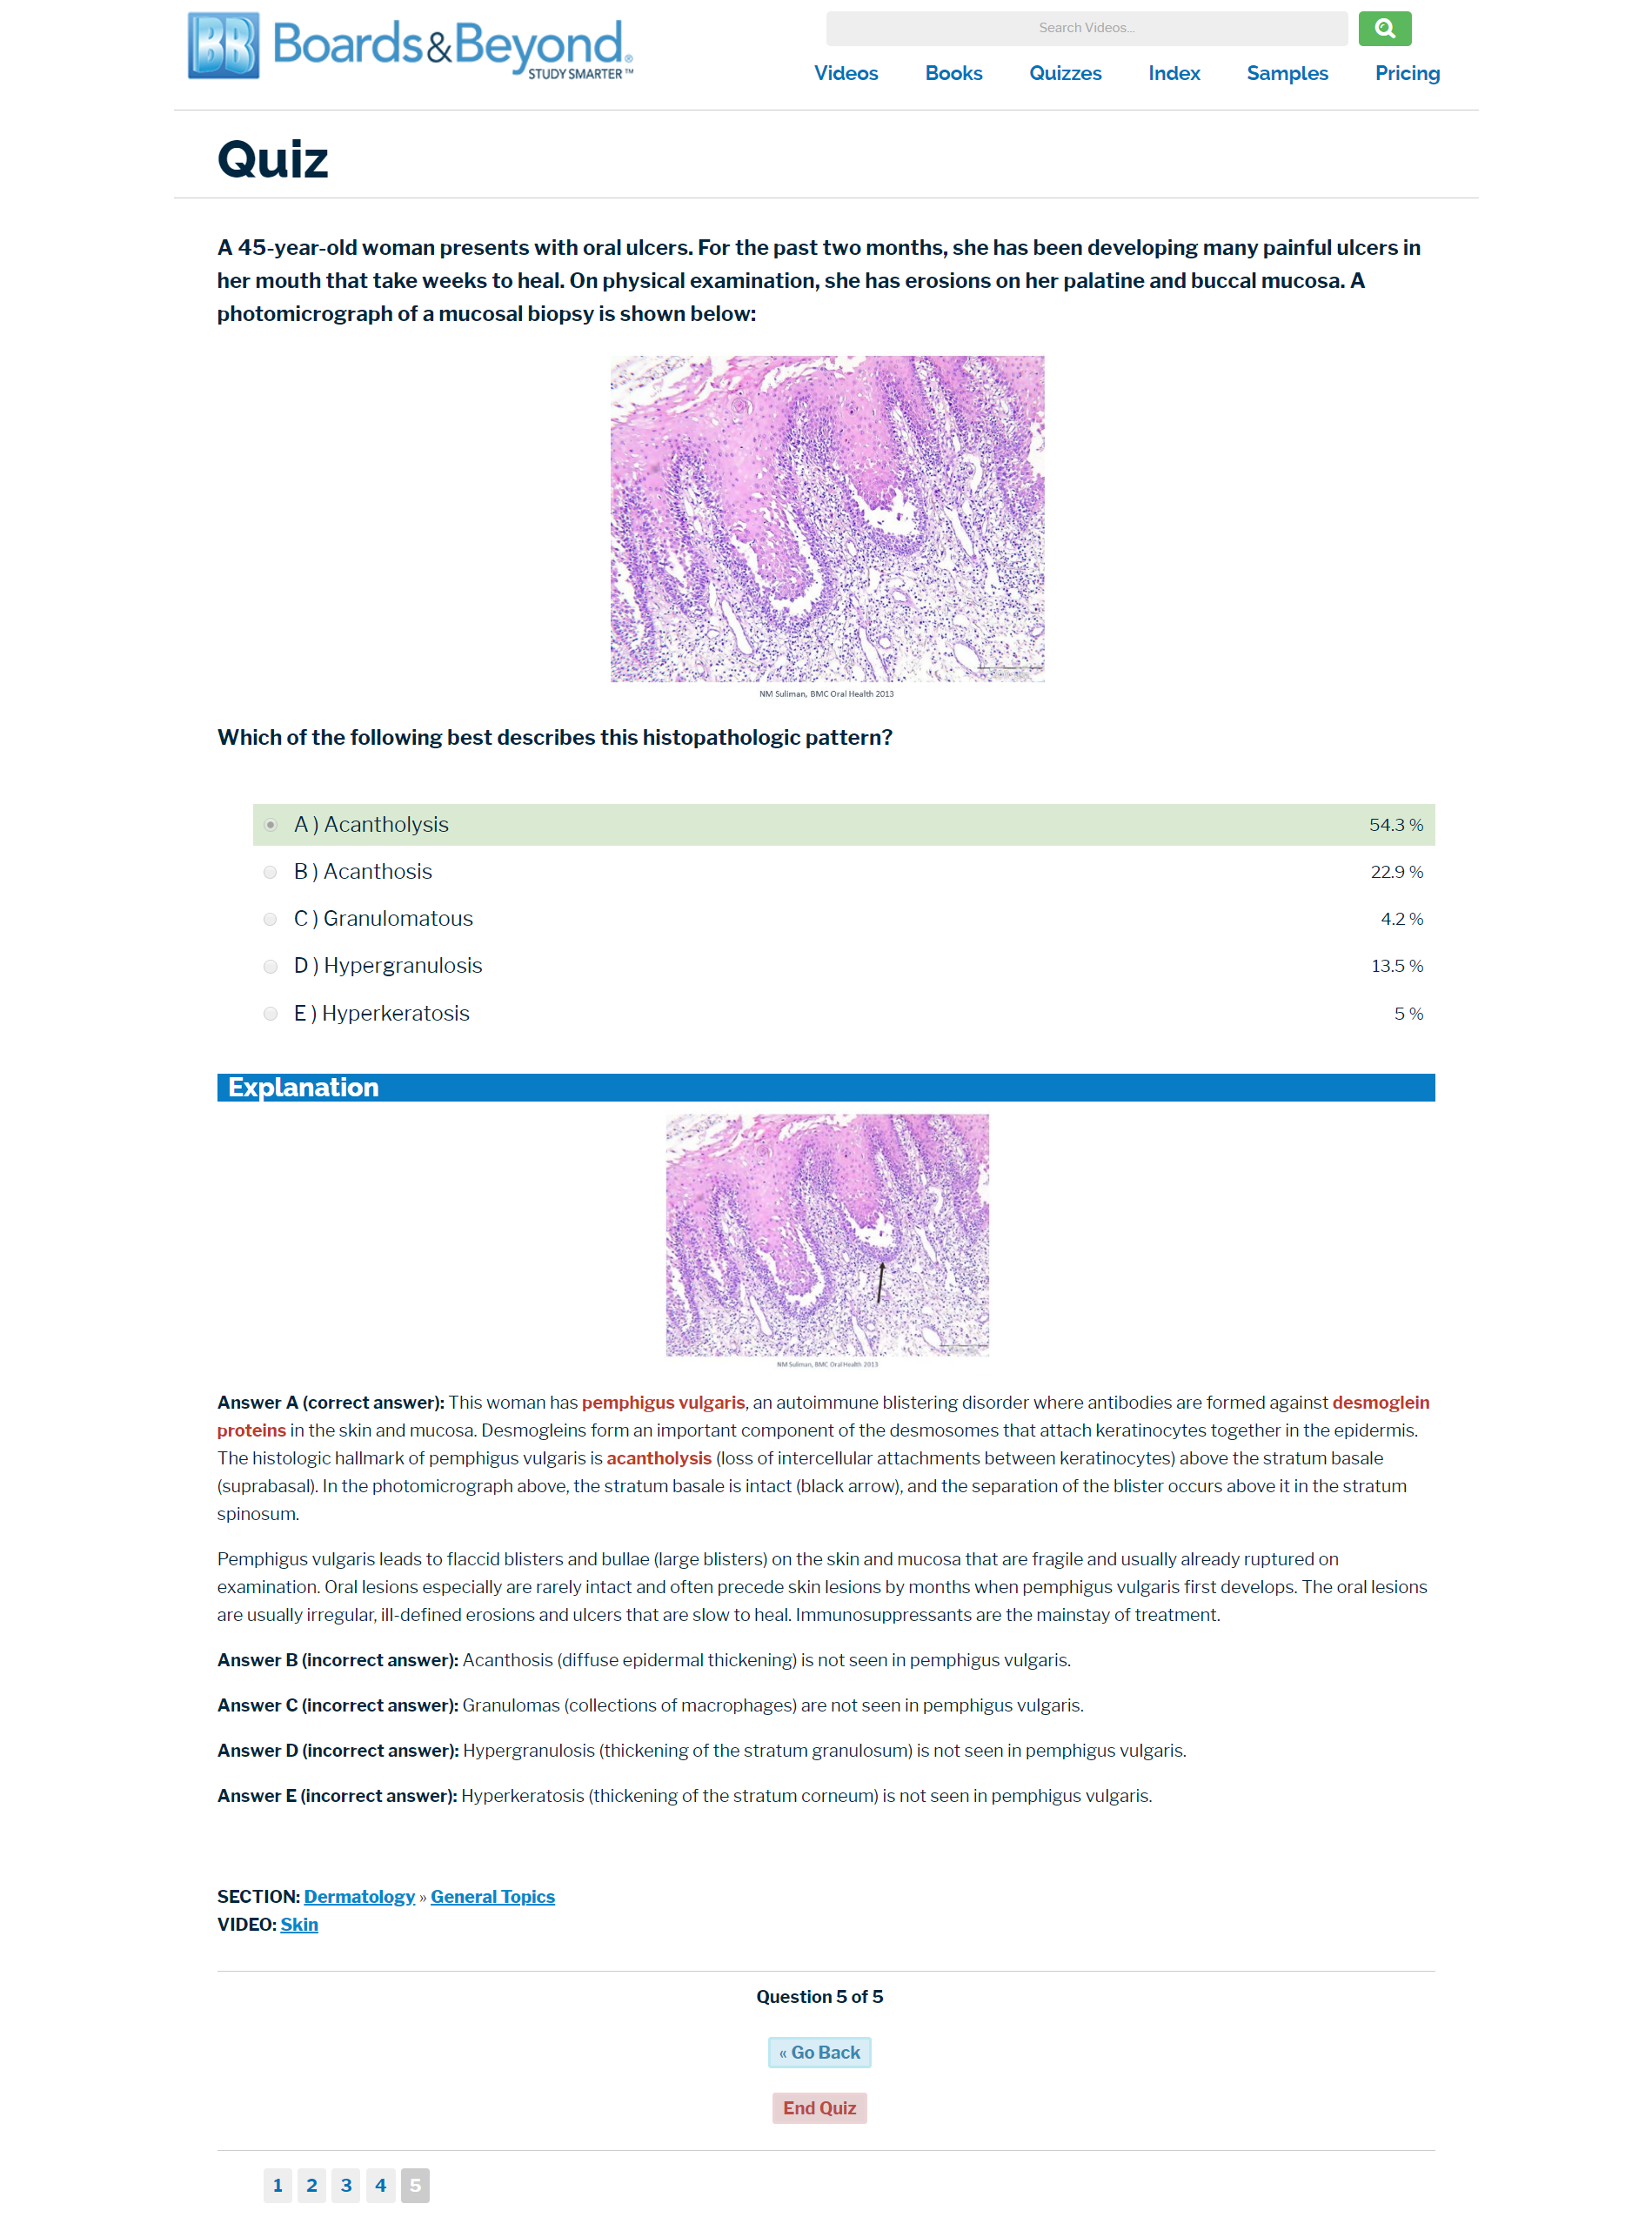 BB Boards&Beyond®
STUDY SMARTER™
Search Videos...
Videos Books Quizzes Index Samples Pricing
Quiz
A 45-year-old woman presents with oral ulcers. For the past two months, she has been developing many painful ulcers in
her mouth that take weeks to heal. On physical examination, she has erosions on her palatine and buccal mucosa. A
photomicrograph of a mucosal biopsy is shown below:
NM Suliman, BMC Oral Health 2013
Which of the following best describes this histopathologic pattern?
A ) Acantholysis 54.3 %
B ) Acanthosis 22.9 %
C ) Granulomatous 4.2 %
D ) Hypergranulosis 13.5 %
E ) Hyperkeratosis 5 %
Explanation
NM Suliman, BMC Oral Health 2013
Answer A (correct answer): This woman has pemphigus vulgaris, an autoimmune blistering disorder where antibodies are formed against desmoglein
proteins in the skin and mucosa. Desmogleins form an important component of the desmosomes that attach keratinocytes together in the epidermis.
The histologic hallmark of pemphigus vulgaris is acantholysis (loss of intercellular attachments between keratinocytes) above the stratum basale
(suprabasal). In the photomicrograph above, the stratum basale is intact (black arrow), and the separation of the blister occurs above it in the stratum
spinosum.
Pemphigus vulgaris leads to flaccid blisters and bullae (large blisters) on the skin and mucosa that are fragile and usually already ruptured on
examination. Oral lesions especially are rarely intact and often precede skin lesions by months when pemphigus vulgaris first develops. The oral lesions
are usually irregular, ill-defined erosions and ulcers that are slow to heal. Immunosuppressants are the mainstay of treatment.
Answer B (incorrect answer): Acanthosis (diffuse epidermal thickening) is not seen in pemphigus vulgaris.
Answer C (incorrect answer): Granulomas (collections of macrophages) are not seen in pemphigus vulgaris.
Answer D (incorrect answer): Hypergranulosis (thickening of the stratum granulosum) is not seen in pemphigus vulgaris.
Answer E (incorrect answer): Hyperkeratosis (thickening of the stratum corneum) is not seen in pemphigus vulgaris.
SECTION: Dermatology » General Topics
VIDEO: Skin
Question 5 of 5
« Go Back
End Quiz
1 2 3 4 5